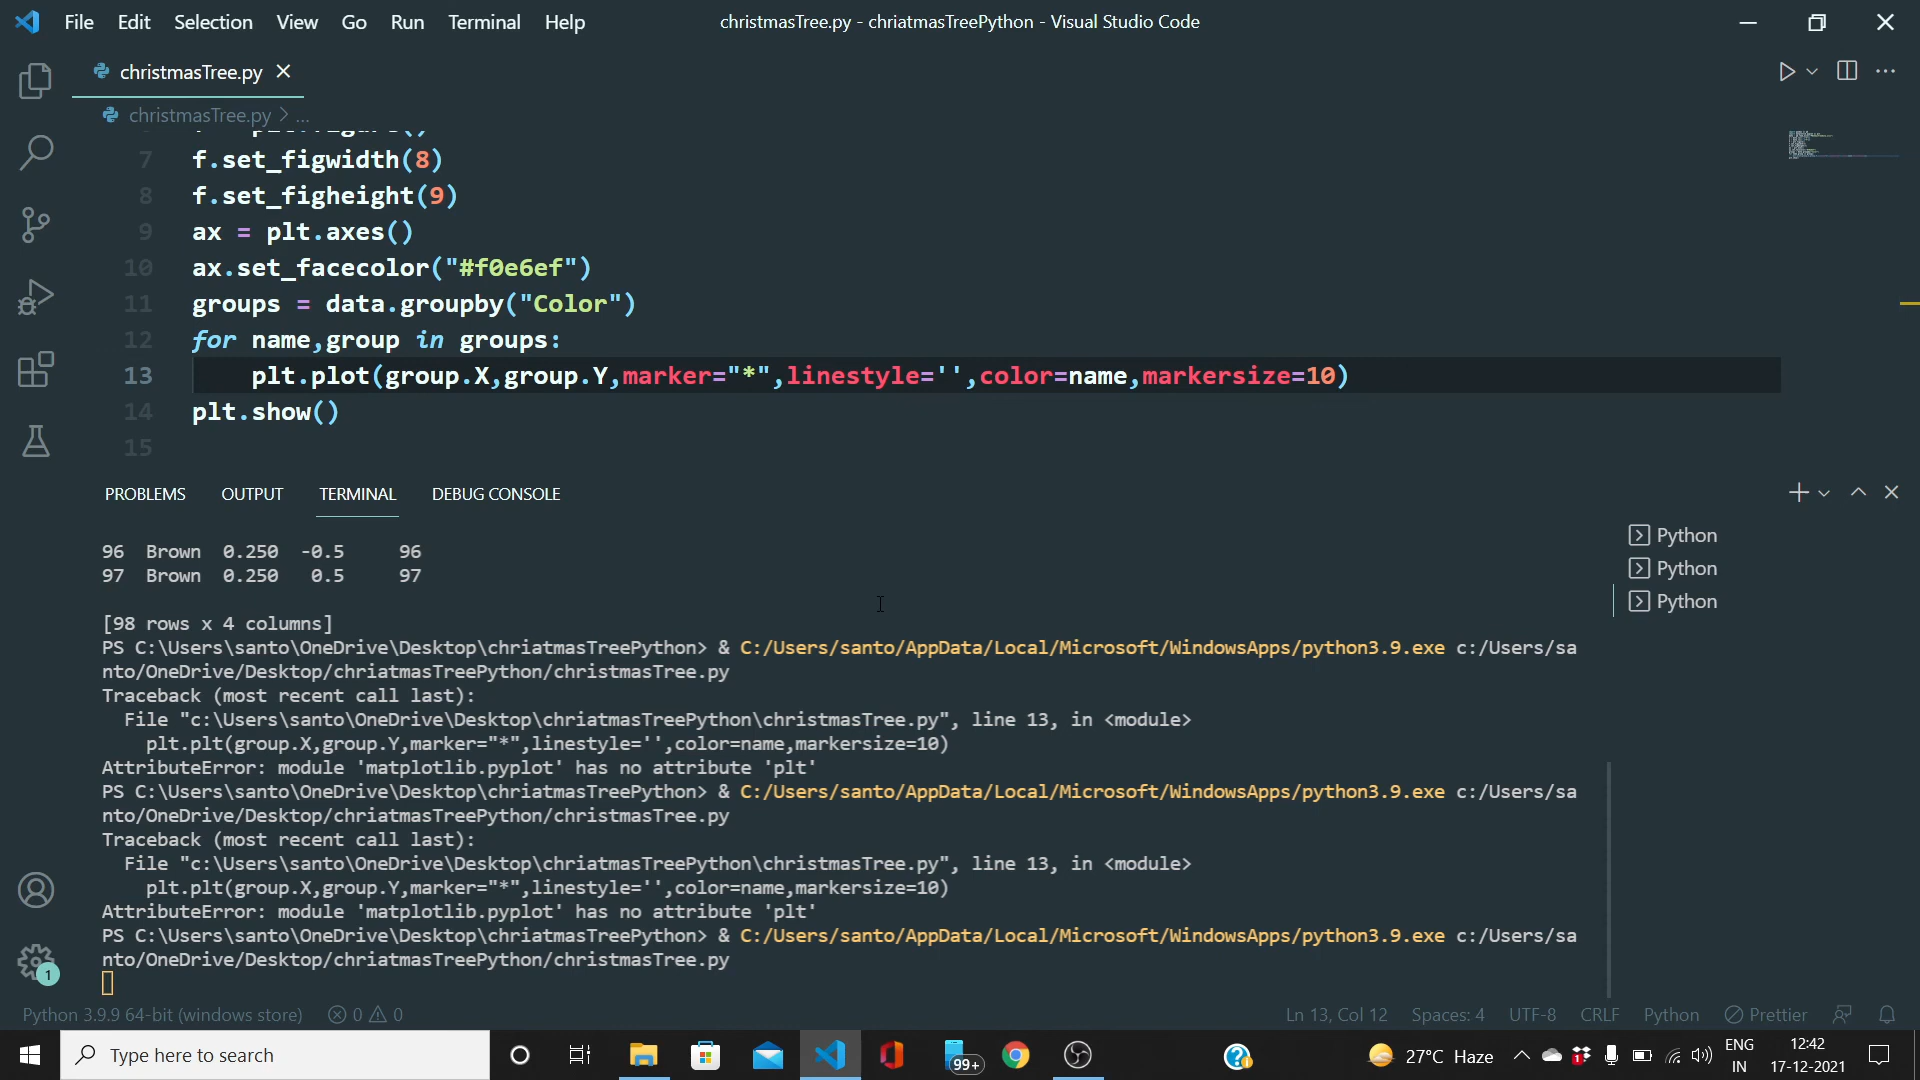 File Edit Selection View Go Run Terminal Help christmasTree.py - chriatmasTreePython - Visual Studio Code
christmasTree.py
christmasTree.py > ...
7 f.set_figwidth(8)
8 f.set_figheight(9)
9 ax = plt.axes()
10 ax.set_facecolor("#f0e6ef")
11 groups = data.groupby("Color")
12 for name,group in groups:
13 plt.plot(group.X,group.Y,marker="*",linestyle='',color=name,markersize=10)
14 plt.show()
15
PROBLEMS OUTPUT TERMINAL DEBUG CONSOLE
96 Brown 0.250 -0.5 96
97 Brown 0.250 0.5 97
[98 rows x 4 columns]
PS C:\Users\santo\OneDrive\Desktop\chriatmasTreePython> & C:/Users/santo/AppData/Local/Microsoft/WindowsApps/python3.9.exe c:/Users/sa
nto/OneDrive/Desktop/chriatmasTreePython/christmasTree.py
Traceback (most recent call last):
File "c:\Users\santo\OneDrive\Desktop\chriatmasTreePython\christmasTree.py", line 13, in <module>
plt.plt(group.X,group.Y,marker="*",linestyle='',color=name,markersize=10)
AttributeError: module 'matplotlib.pyplot' has no attribute 'plt'
PS C:\Users\santo\OneDrive\Desktop\chriatmasTreePython> & C:/Users/santo/AppData/Local/Microsoft/WindowsApps/python3.9.exe c:/Users/sa
nto/OneDrive/Desktop/chriatmasTreePython/christmasTree.py
Traceback (most recent call last):
File "c:\Users\santo\OneDrive\Desktop\chriatmasTreePython\christmasTree.py", line 13, in <module>
plt.plt(group.X,group.Y,marker="*",linestyle='',color=name,markersize=10)
AttributeError: module 'matplotlib.pyplot' has no attribute 'plt'
PS C:\Users\santo\OneDrive\Desktop\chriatmasTreePython> & C:/Users/santo/AppData/Local/Microsoft/WindowsApps/python3.9.exe c:/Users/sa
nto/OneDrive/Desktop/chriatmasTreePython/christmasTree.py
Python
Python
Python
1
Python 3.9.9 64-bit (windows store) 0 0 Ln 13, Col 12 Spaces: 4 UTF-8 CRLF Python Prettier
Type here to search 99+ 27°C Haze 1 ENG 12:42
IN 17-12-2021